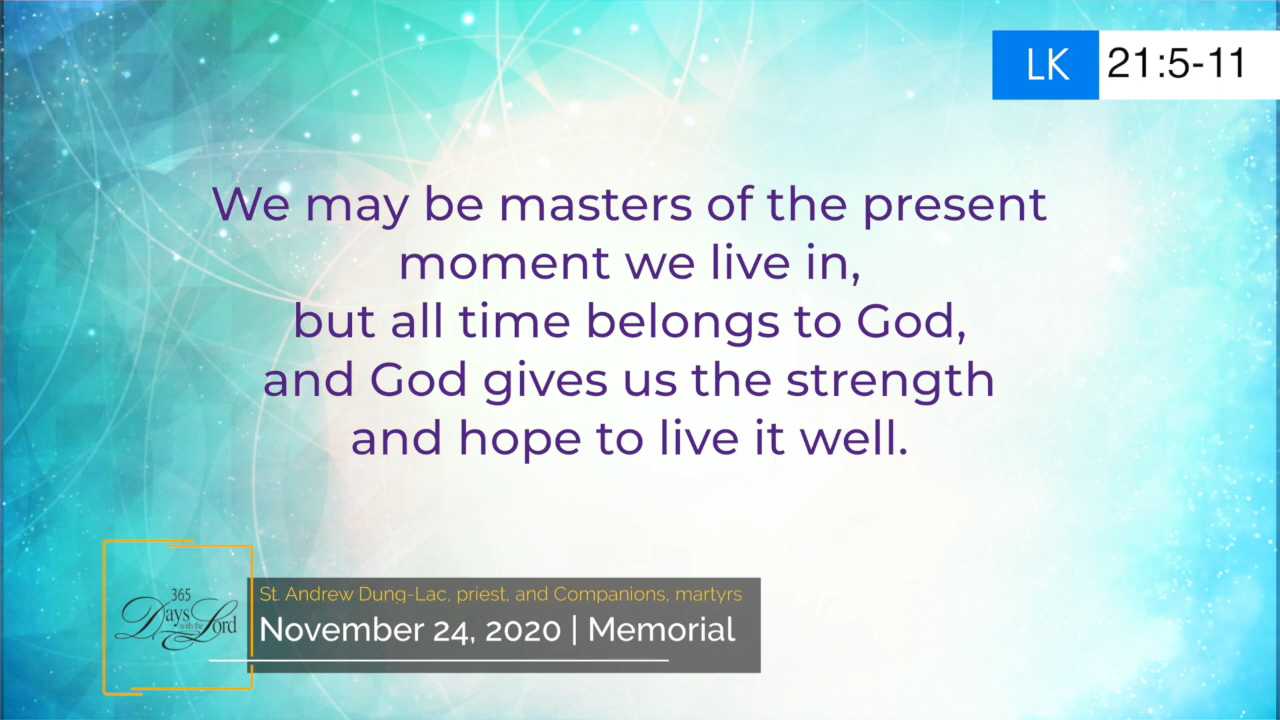 LK 21:5-11
We may be masters of the present
moment we live in,
but all time belongs to God,
and God gives us the strength
and hope to live it well.
365
Days
with the
Lord
St. Andrew Dung-Lac, priest, and Companions, martyrs
November 24, 2020 | Memorial